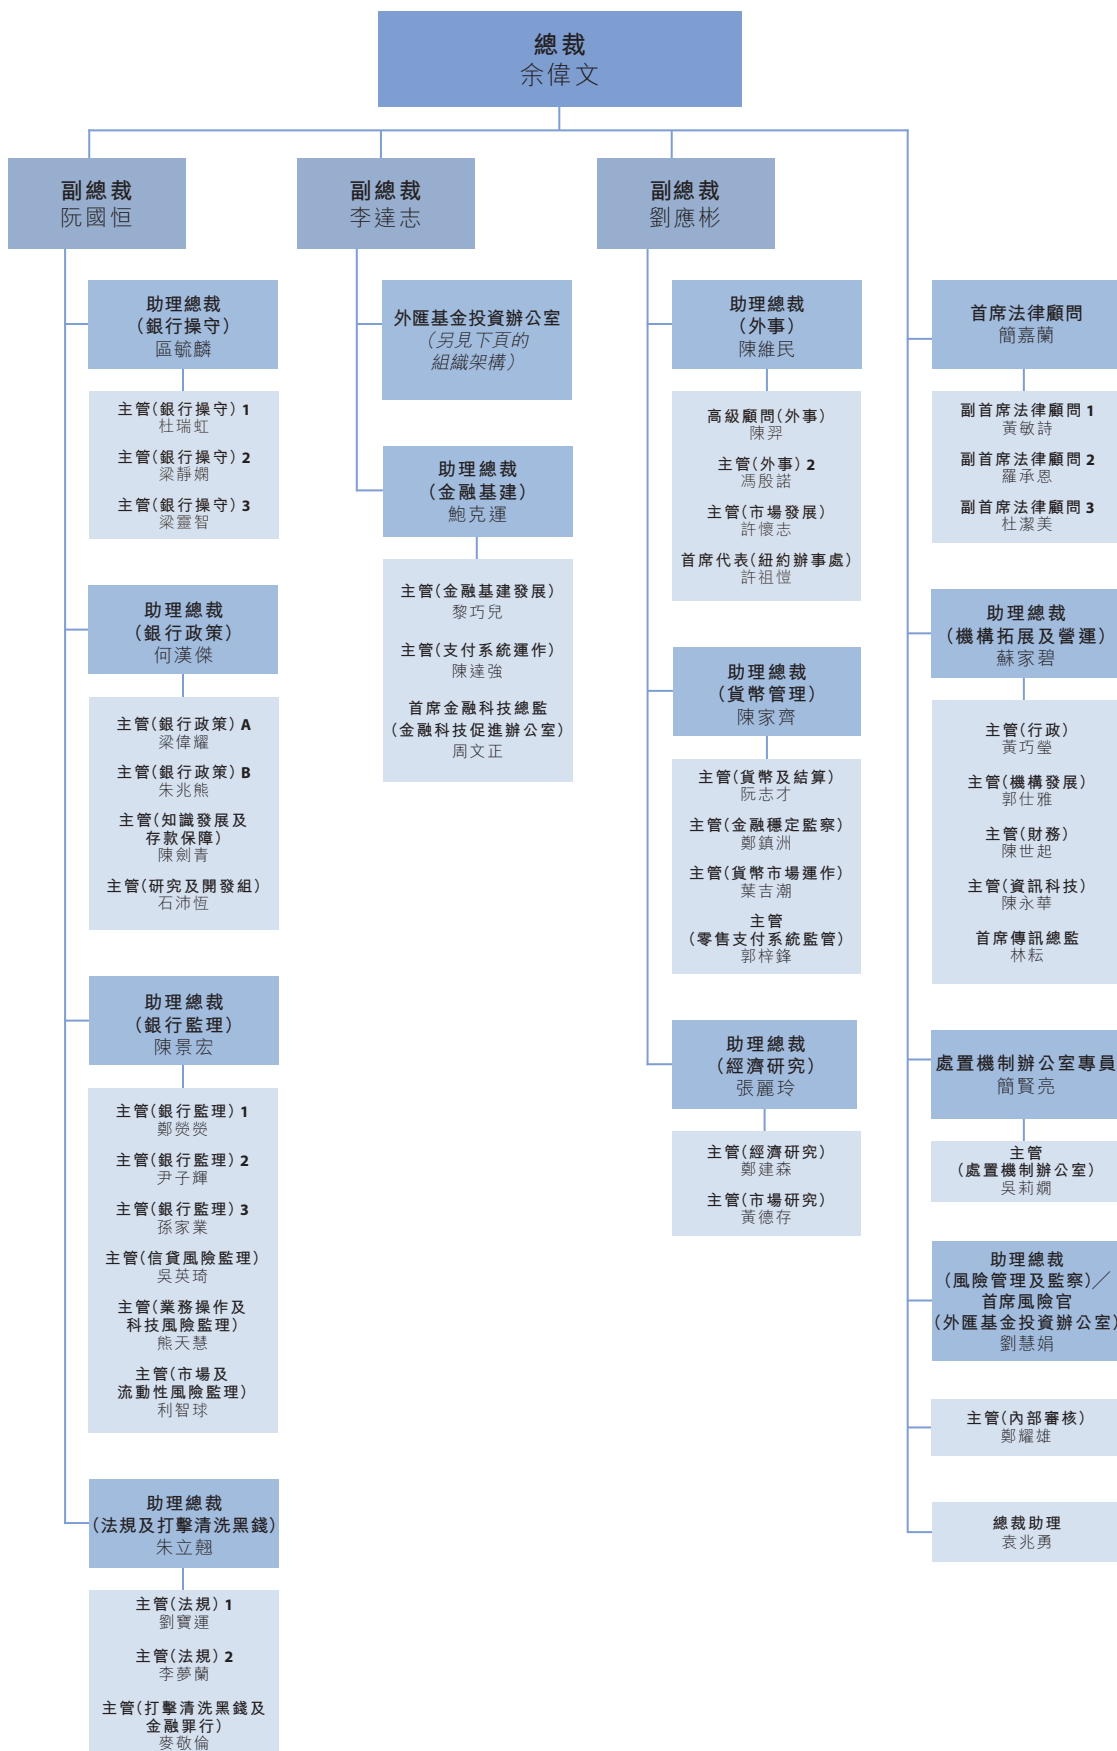 總裁
余偉文
副總裁
阮國恒
副總裁
李達志
副總裁
劉應彬
助理總裁
(銀行操守)
區毓麟
主管(銀行操守) 1
杜瑞虹
主管(銀行操守) 2
梁靜嫻
主管(銀行操守) 3
梁靈智
助理總裁
(銀行政策)
何漢傑
主管(銀行政策) A
梁偉耀
主管(銀行政策) B
朱兆熊
主管(知識發展及
存款保障)
陳劍青
主管(研究及開發組)
石沛恆
助理總裁
(銀行監理)
陳景宏
主管(銀行監理) 1
鄭熒熒
主管(銀行監理) 2
尹子輝
主管(銀行監理) 3
孫家業
主管(信貸風險監理)
吳英琦
主管(業務操作及
科技風險監理)
熊天慧
主管(市場及
流動性風險監理)
利智球
助理總裁
(法規及打擊清洗黑錢)
朱立翹
主管(法規) 1
劉寶運
主管(法規) 2
李夢蘭
主管(打擊清洗黑錢及
金融罪行)
麥敬倫
外匯基金投資辦公室
(另見下頁的
組織架構)
助理總裁
(金融基建)
鮑克運
主管(金融基建發展)
黎巧兒
主管(支付系統運作)
陳達強
首席金融科技總監
(金融科技促進辦公室)
周文正
助理總裁
(外事)
陳維民
高級顧問(外事)
陳羿
主管(外事) 2
馮殷諾
主管(市場發展)
許懷志
首席代表(紐約辦事處)
許祖愷
助理總裁
(貨幣管理)
陳家齊
主管(貨幣及結算)
阮志才
主管(金融穩定監察)
鄭鎮洲
主管(貨幣市場運作)
葉吉潮
主管
(零售支付系統監管)
郭梓鋒
助理總裁
(經濟研究)
張麗玲
主管(經濟研究)
鄭建森
主管(市場研究)
黃德存
首席法律顧問
簡嘉蘭
副首席法律顧問 1
黃敏詩
副首席法律顧問 2
羅承恩
副首席法律顧問 3
杜潔美
助理總裁
(機構拓展及營運)
蘇家碧
主管(行政)
黃巧瑩
主管(機構發展)
郭仕雅
主管(財務)
陳世起
主管(資訊科技)
陳永華
首席傳訊總監
林耘
處置機制辦公室專員
簡賢亮
主管
(處置機制辦公室)
吳莉嫻
助理總裁
(風險管理及監察)╱
首席風險官
(外匯基金投資辦公室)
劉慧娟
主管(內部審核)
鄭耀雄
總裁助理
袁兆勇